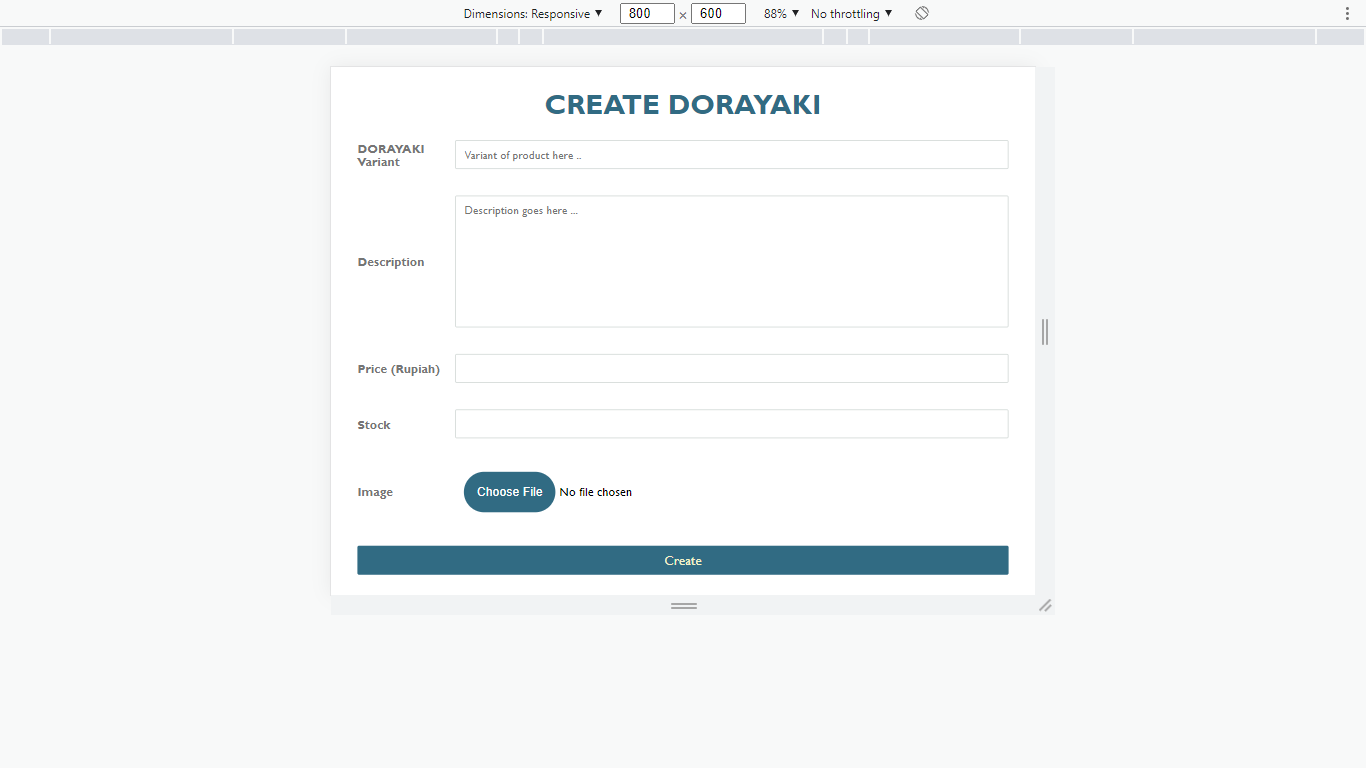 Dimensions: Responsive ▼ 800 × 600 88% ▼ No throttling ▼
CREATE DORAYAKI
DORAYAKI
Variant
Variant of product here ..
Description goes here ...
Description
Price (Rupiah)
Stock
Image
Choose File No file chosen
Create